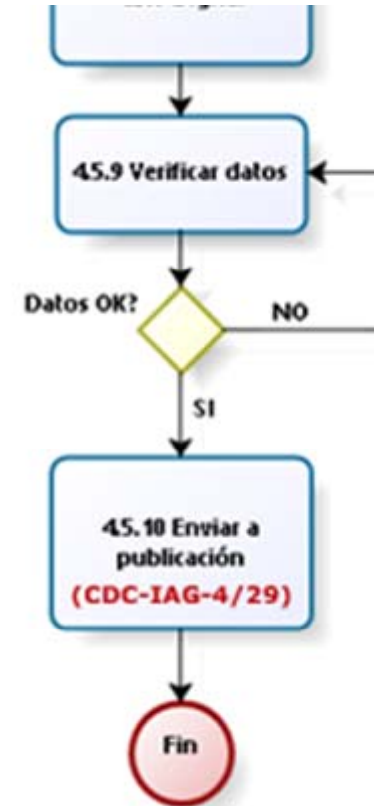 4.5.9 Verificar datos
Datos OK?
NO
SI
4.5.10 Enviar a
publicación
(CDC-IAG-4/29)
Fin